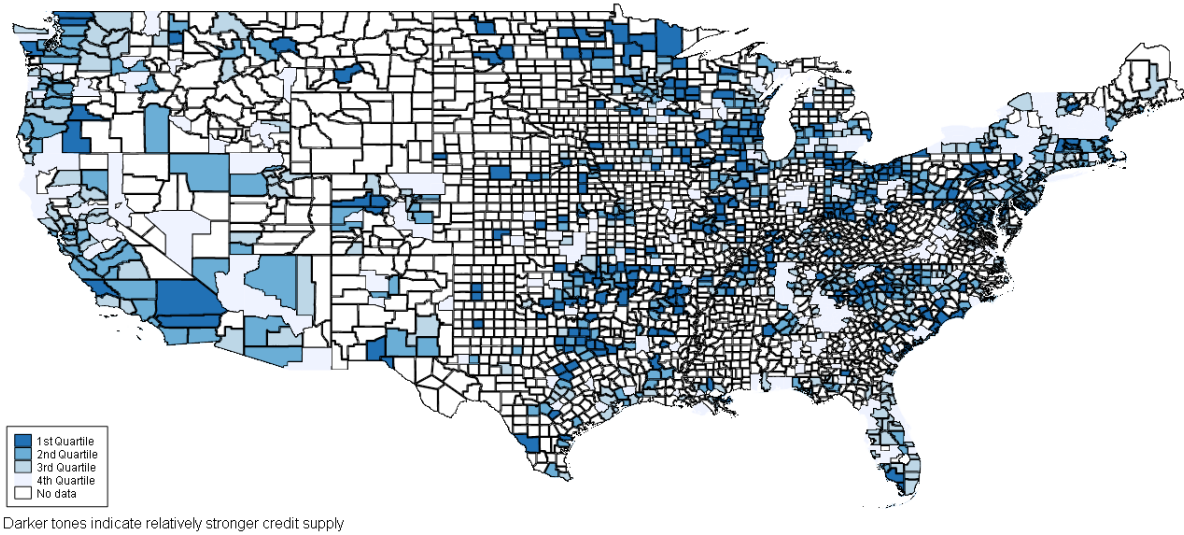 1st Quartile
2nd Quartile
3rd Quartile
4th Quartile
No data
Darker tones indicate relatively stronger credit supply